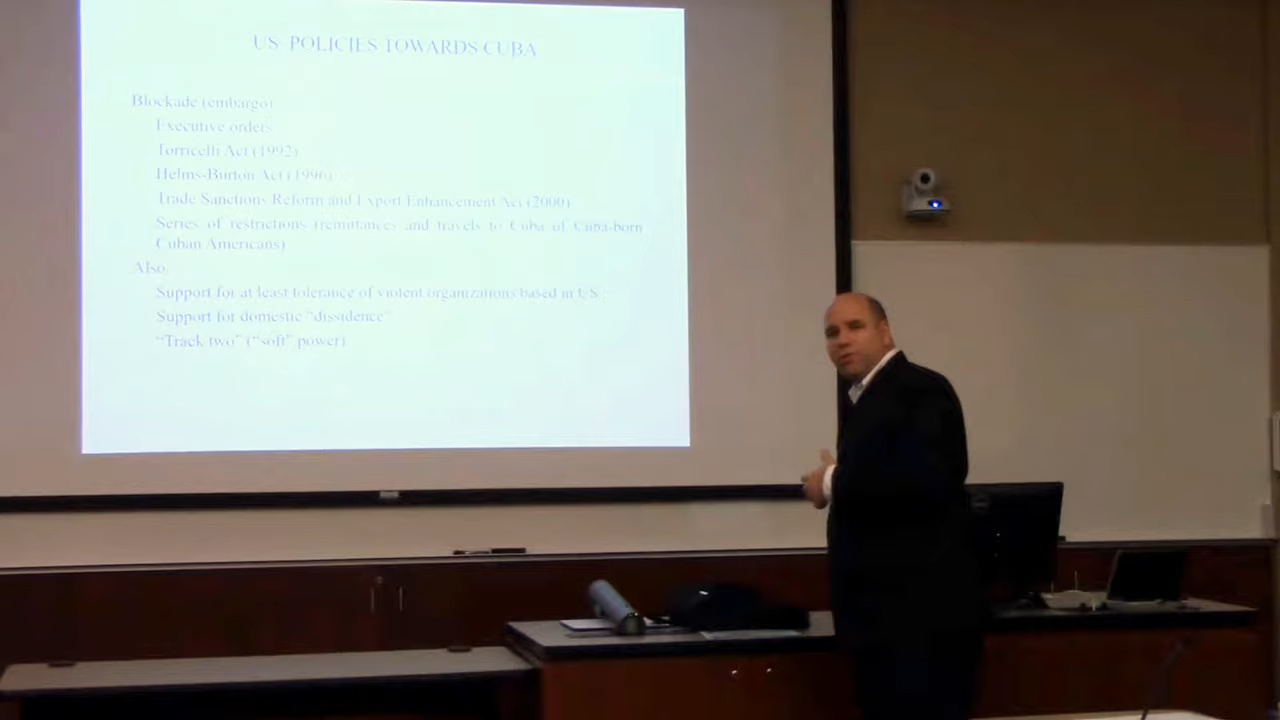 US POLICIES TOWARDS CUBA
Blockade (embargo)
Executive orders
Torricelli Act (1992)
Helms-Burton Act (1996)
Trade Sanctions Reform and Export Enhancement Act (2000)
Series of restrictions (remittances and travels to Cuba of Cuba-born
Cuban Americans)
Also
Support for at least tolerance of violent organizations based in U.S.
Support for domestic “dissidence”
“Track two” (“soft” power)